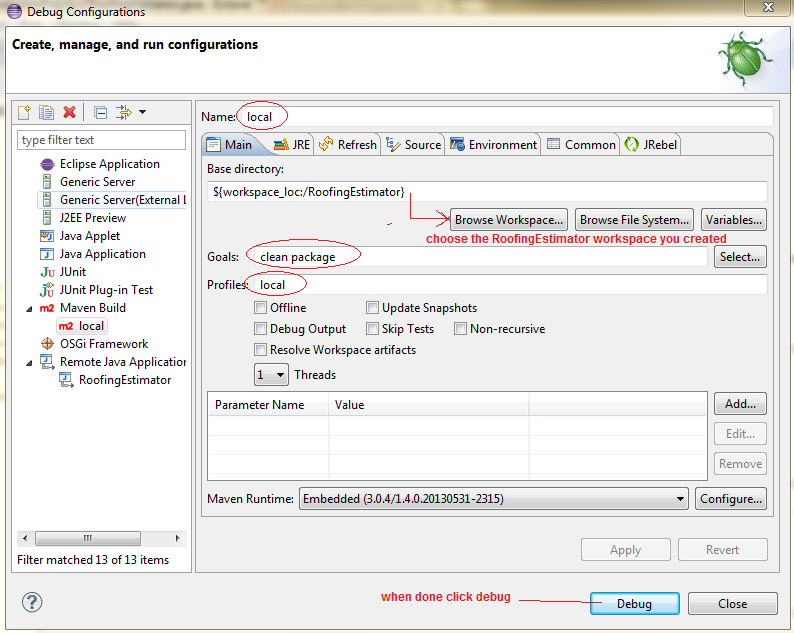 Debug Configurations
Create, manage, and run configurations
type filter text
Eclipse Application
Generic Server
Generic Server(External L
J2EE Preview
Java Applet
Java Application
JU JUnit
JUnit Plug-in Test
m2 Maven Build
m2 local
OSGi Framework
Remote Java Application
RoofingEstimator
Filter matched 13 of 13 items
Name: local
Main JRE Refresh Source Environment Common JRebel
Base directory:
${workspace_loc:/RoofingEstimator}
Browse Workspace... Browse File System... Variables...
choose the RoofingEstimator workspace you created
Goals: clean package Select...
Profiles: local
Offline Update Snapshots
Debug Output Skip Tests Non-recursive
Resolve Workspace artifacts
1 Threads
Parameter Name Value Add...
Edit...
Remove
Maven Runtime: Embedded (3.0.4/1.4.0.20130531-2315) Configure...
Apply Revert
when done click debug Debug Close